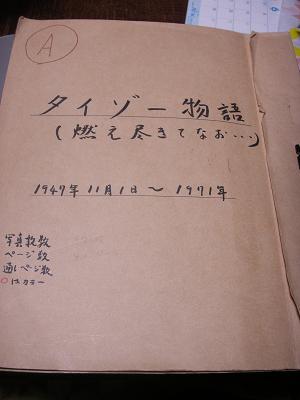 A
タイゾー物語
(燃え尽きてなお…)
1947年11月1日〜1971年
写真枚数
ページ数
通しページ数
○はカラー